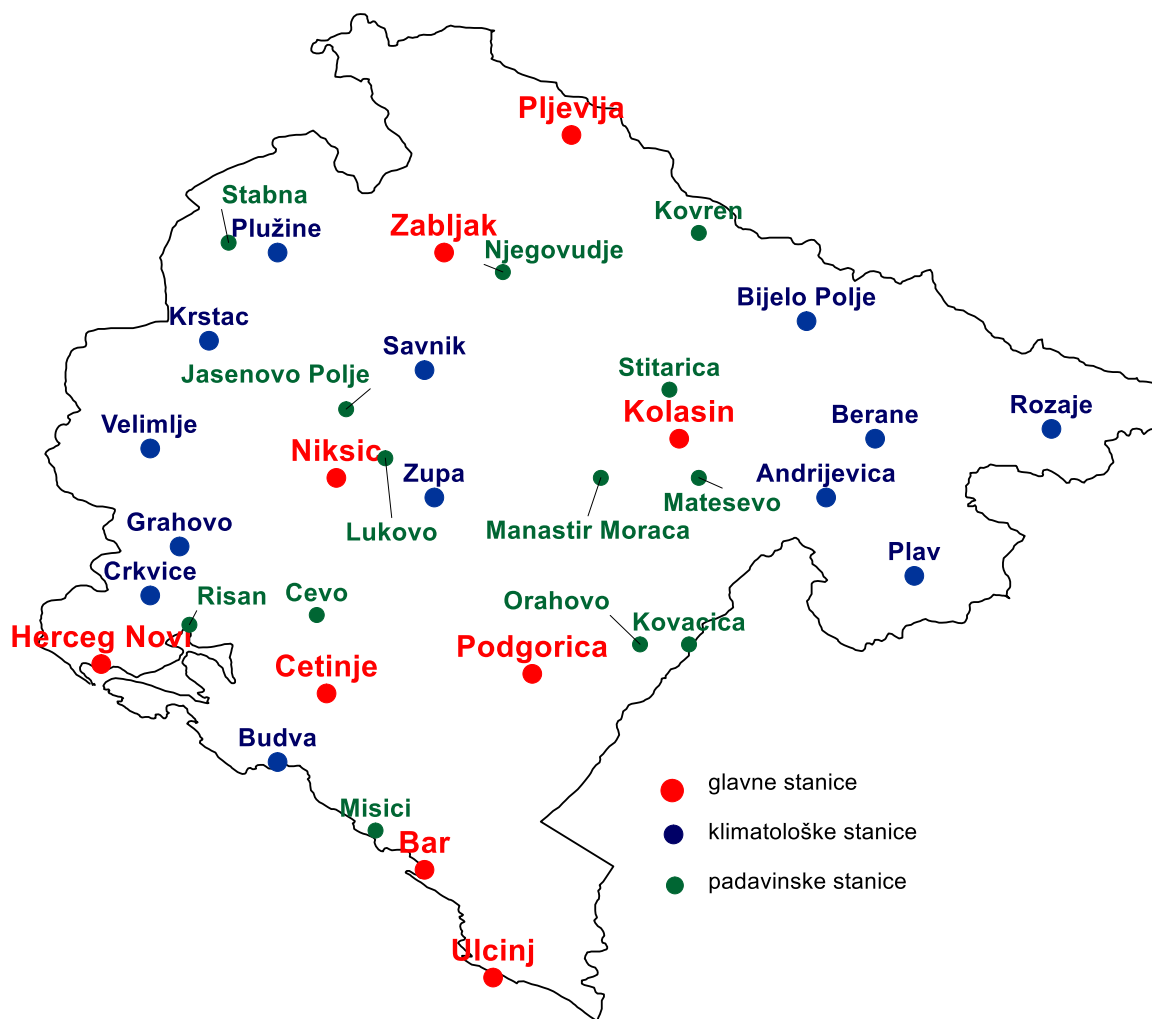 Pljevlja
Stabna
Kovren
Plužine
Zabljak
Njegovudje
Bijelo Polje
Krstac
Savnik
Stitarica
Jasenovo Polje
Rozaje
Kolasin
Berane
Velimlje
Niksic
Zupa
Andrijevica
Matesevo
Grahovo
Manastir Moraca
Lukovo
Plav
Crkvice
Cevo
Risan
Orahovo
Kovacica
Herceg Novi
Podgorica
Cetinje
Budva
glavne stanice
Misici
klimatološke stanice
Bar
padavinske stanice
Ulcinj